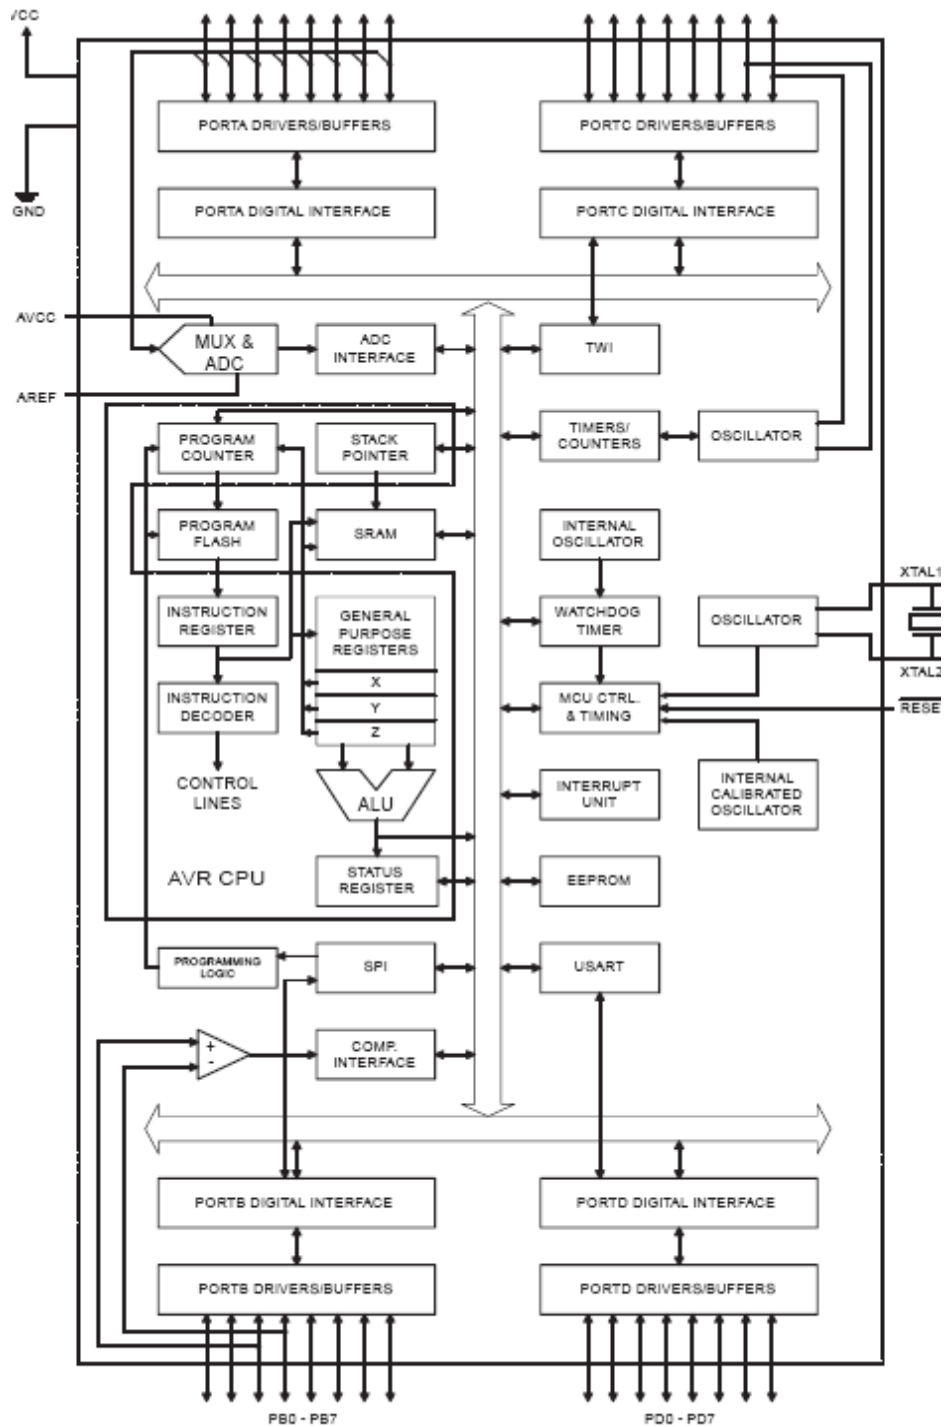 VCC
GND
PORTA DRIVERS/BUFFERS
PORTC DRIVERS/BUFFERS
PORTA DIGITAL INTERFACE
PORTC DIGITAL INTERFACE
AVCC
AREF
MUX &
ADC
ADC
INTERFACE
TWI
PROGRAM
COUNTER
STACK
POINTER
TIMERS/
COUNTERS
OSCILLATOR
PROGRAM
FLASH
SRAM
INTERNAL
OSCILLATOR
XTAL1
INSTRUCTION
REGISTER
GENERAL
PURPOSE
REGISTERS
WATCHDOG
TIMER
OSCILLATOR
XTAL2
X
Y
Z
INSTRUCTION
DECODER
MCU CTRL.
& TIMING
RESE
CONTROL
LINES
ALU
INTERRUPT
UNIT
INTERNAL
CALIBRATED
OSCILLATOR
AVR CPU
STATUS
REGISTER
EEPROM
PROGRAMMING
LOGIC
SPI
USART
+
-
COMP.
INTERFACE
PORTB DIGITAL INTERFACE
PORTD DIGITAL INTERFACE
PORTB DRIVERS/BUFFERS
PORTD DRIVERS/BUFFERS
PB0 - PB7
PD0 - PD7